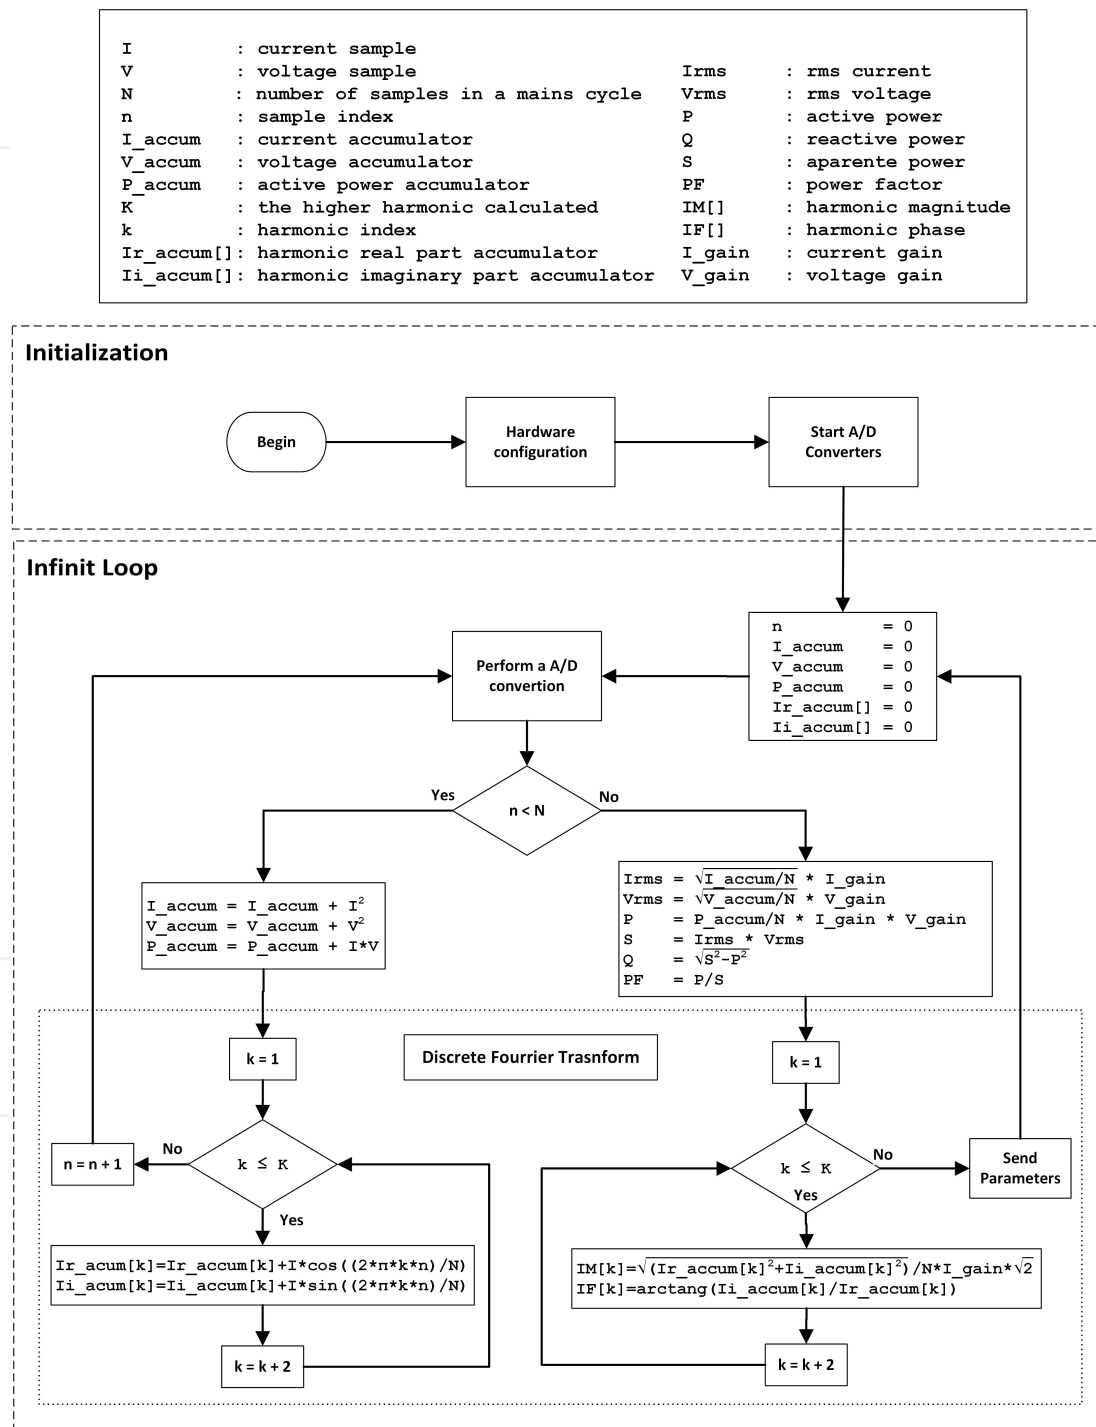 I : current sample
V : voltage sample
N : number of samples in a mains cycle
n : sample index
I_accum : current accumulator
V_accum : voltage accumulator
P_accum : active power accumulator
K : the higher harmonic calculated
k : harmonic index
Ir_accum[]: harmonic real part accumulator
Ii_accum[]: harmonic imaginary part accumulator
Irms : rms current
Vrms : rms voltage
P : active power
Q : reactive power
S : aparente power
PF : power factor
IM[] : harmonic magnitude
IF[] : harmonic phase
I_gain : current gain
V_gain : voltage gain
Initialization
Begin
Hardware
configuration
Start A/D
Converters
Infinit Loop
n = 0
I_accum = 0
V_accum = 0
P_accum = 0
Ir_accum[] = 0
Ii_accum[] = 0
Perform a A/D
convertion
n < N
Yes
No
I_accum = I_accum + I²
V_accum = V_accum + V²
P_accum = P_accum + I*V
Irms = √I_accum/N * I_gain
Vrms = √V_accum/N * V_gain
P = P_accum/N * I_gain * V_gain
S = Irms * Vrms
Q = √S²-P²
PF = P/S
Discrete Fourrier Trasnform
k = 1
k ≤ K
No
n = n + 1
Yes
Ir_acum[k]=Ir_accum[k]+I*cos((2*π*k*n)/N)
Ii_acum[k]=Ii_accum[k]+I*sin((2*π*k*n)/N)
k = k + 2
k = 1
k ≤ K
No
Send
Parameters
Yes
IM[k]=√(Ir_accum[k]²+Ii_accum[k]²)/N*I_gain*√2
IF[k]=arctang(Ii_accum[k]/Ir_accum[k])
k = k + 2